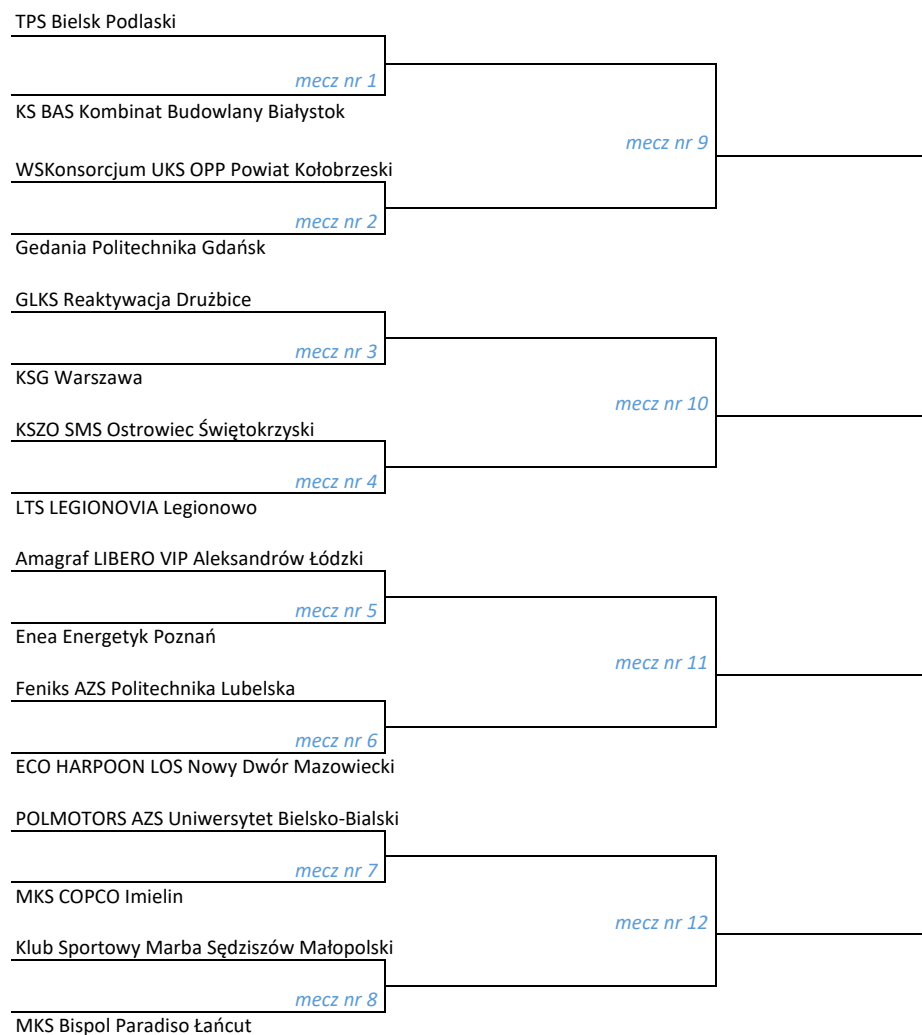 TPS Bielsk Podlaski
mecz nr 1
KS BAS Kombinat Budowlany Białystok
mecz nr 9
WSKonsorcjum UKS OPP Powiat Kołobrzeski
mecz nr 2
Gedania Politechnika Gdańsk
GLKS Reaktywacja Drużbice
mecz nr 3
KSG Warszawa
mecz nr 10
KSZO SMS Ostrowiec Świętokrzyski
mecz nr 4
LTS LEGIONOVIA Legionowo
Amagraf LIBERO VIP Aleksandrów Łódzki
mecz nr 5
Enea Energetyk Poznań
mecz nr 11
Feniks AZS Politechnika Lubelska
mecz nr 6
ECO HARPOON LOS Nowy Dwór Mazowiecki
POLMOTORS AZS Uniwersytet Bielsko-Bialski
mecz nr 7
MKS COPCO Imielin
mecz nr 12
Klub Sportowy Marba Sędziszów Małopolski
mecz nr 8
MKS Bispol Paradiso Łańcut